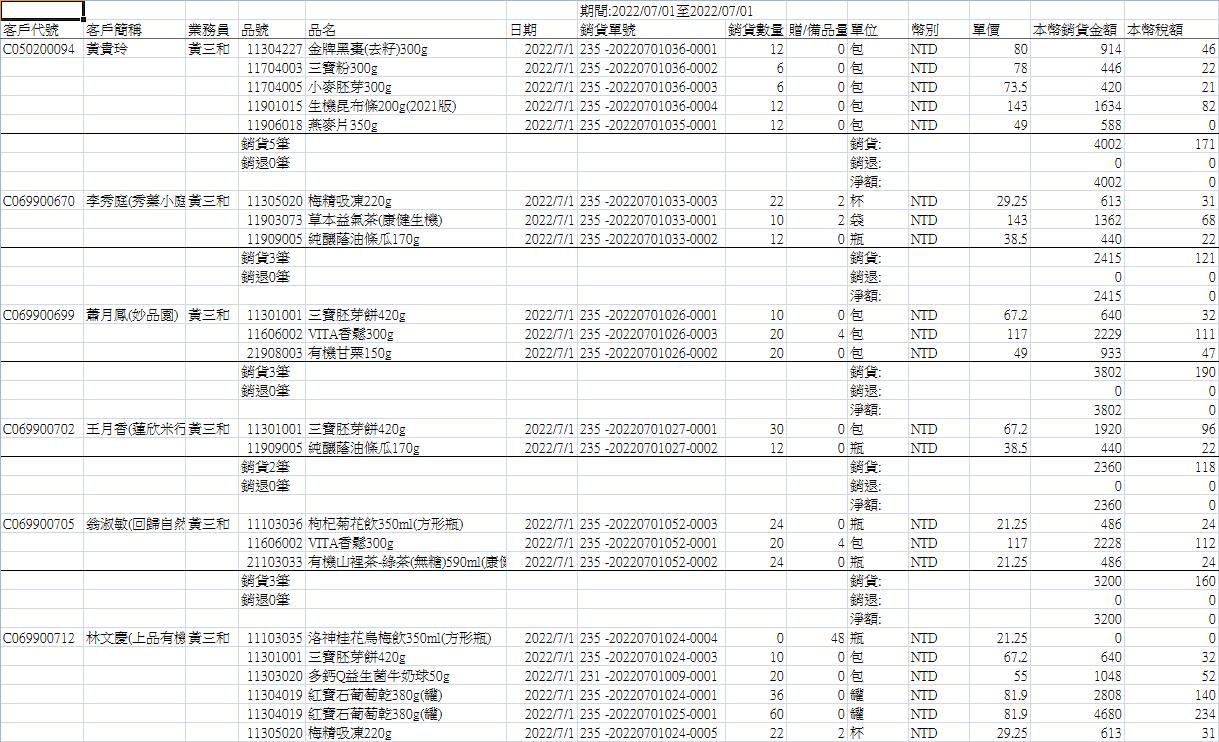 期間:2022/07/01至2022/07/01
客戶代號 客戶簡稱 業務員 品號 品名 日期 銷貨單號 銷貨數量 贈/備品量 單位 幣別 單價 本幣銷貨金額 本幣稅額
C050200094 黃貴玲 黃三和 11304227 金牌黑棗(去籽)300g 2022/7/1 235 -20220701036-0001 12 0 包 NTD 80 914 46
11704003 三寶粉300g 2022/7/1 235 -20220701036-0002 6 0 包 NTD 78 446 22
11704005 小麥胚芽300g 2022/7/1 235 -20220701036-0003 6 0 包 NTD 73.5 420 21
11901015 生機昆布條200g(2021版) 2022/7/1 235 -20220701036-0004 12 0 包 NTD 143 1634 82
11906018 燕麥片350g 2022/7/1 235 -20220701035-0001 12 0 包 NTD 49 588 0
銷貨5筆 銷貨: 4002 171
銷退0筆 銷退: 0 0
淨額: 4002 0
C069900670 李秀庭(秀蘂小庭 黃三和 11305020 梅精吸凍220g 2022/7/1 235 -20220701033-0003 22 2 杯 NTD 29.25 613 31
11903073 草本益氣茶(康健生機) 2022/7/1 235 -20220701033-0001 10 2 袋 NTD 143 1362 68
11909005 純釀蔭油條瓜170g 2022/7/1 235 -20220701033-0002 12 0 瓶 NTD 38.5 440 22
銷貨3筆 銷貨: 2415 121
銷退0筆 銷退: 0 0
淨額: 2415 0
C069900699 蕭月鳳(妙品園) 黃三和 11301001 三寶胚芽餅420g 2022/7/1 235 -20220701026-0001 10 0 包 NTD 67.2 640 32
11606002 VITA香鬆300g 2022/7/1 235 -20220701026-0003 20 4 包 NTD 117 2229 111
21908003 有機甘栗150g 2022/7/1 235 -20220701026-0002 20 0 包 NTD 49 933 47
銷貨3筆 銷貨: 3802 190
銷退0筆 銷退: 0 0
淨額: 3802 0
C069900702 王月香(蓮欣米行 黃三和 11301001 三寶胚芽餅420g 2022/7/1 235 -20220701027-0001 30 0 包 NTD 67.2 1920 96
11909005 純釀蔭油條瓜170g 2022/7/1 235 -20220701027-0002 12 0 瓶 NTD 38.5 440 22
銷貨2筆 銷貨: 2360 118
銷退0筆 銷退: 0 0
淨額: 2360 0
C069900705 翁淑敏(回歸自然 黃三和 11103036 枸杞菊花飲350ml(方形瓶) 2022/7/1 235 -20220701052-0003 24 0 瓶 NTD 21.25 486 24
11606002 VITA香鬆300g 2022/7/1 235 -20220701052-0001 20 4 包 NTD 117 2228 112
21103033 有機山裡茶-綠茶(無糖)590ml(康健 2022/7/1 235 -20220701052-0002 24 0 瓶 NTD 21.25 486 24
銷貨3筆 銷貨: 3200 160
銷退0筆 銷退: 0 0
淨額: 3200 0
C069900712 林文慶(上品有機 黃三和 11103035 洛神桂花烏梅飲350ml(方形瓶) 2022/7/1 235 -20220701024-0004 0 48 瓶 NTD 21.25 0 0
11301001 三寶胚芽餅420g 2022/7/1 235 -20220701024-0003 10 0 包 NTD 67.2 640 32
11303020 多鈣Q益生菌牛奶球50g 2022/7/1 231 -20220701009-0001 20 0 包 NTD 55 1048 52
11304019 紅寶石葡萄乾380g(罐) 2022/7/1 235 -20220701024-0001 36 0 罐 NTD 81.9 2808 140
11304019 紅寶石葡萄乾380g(罐) 2022/7/1 235 -20220701025-0001 60 0 罐 NTD 81.9 4680 234
11305020 梅精吸凍220g 2022/7/1 235 -20220701024-0005 22 2 杯 NTD 29.25 613 31